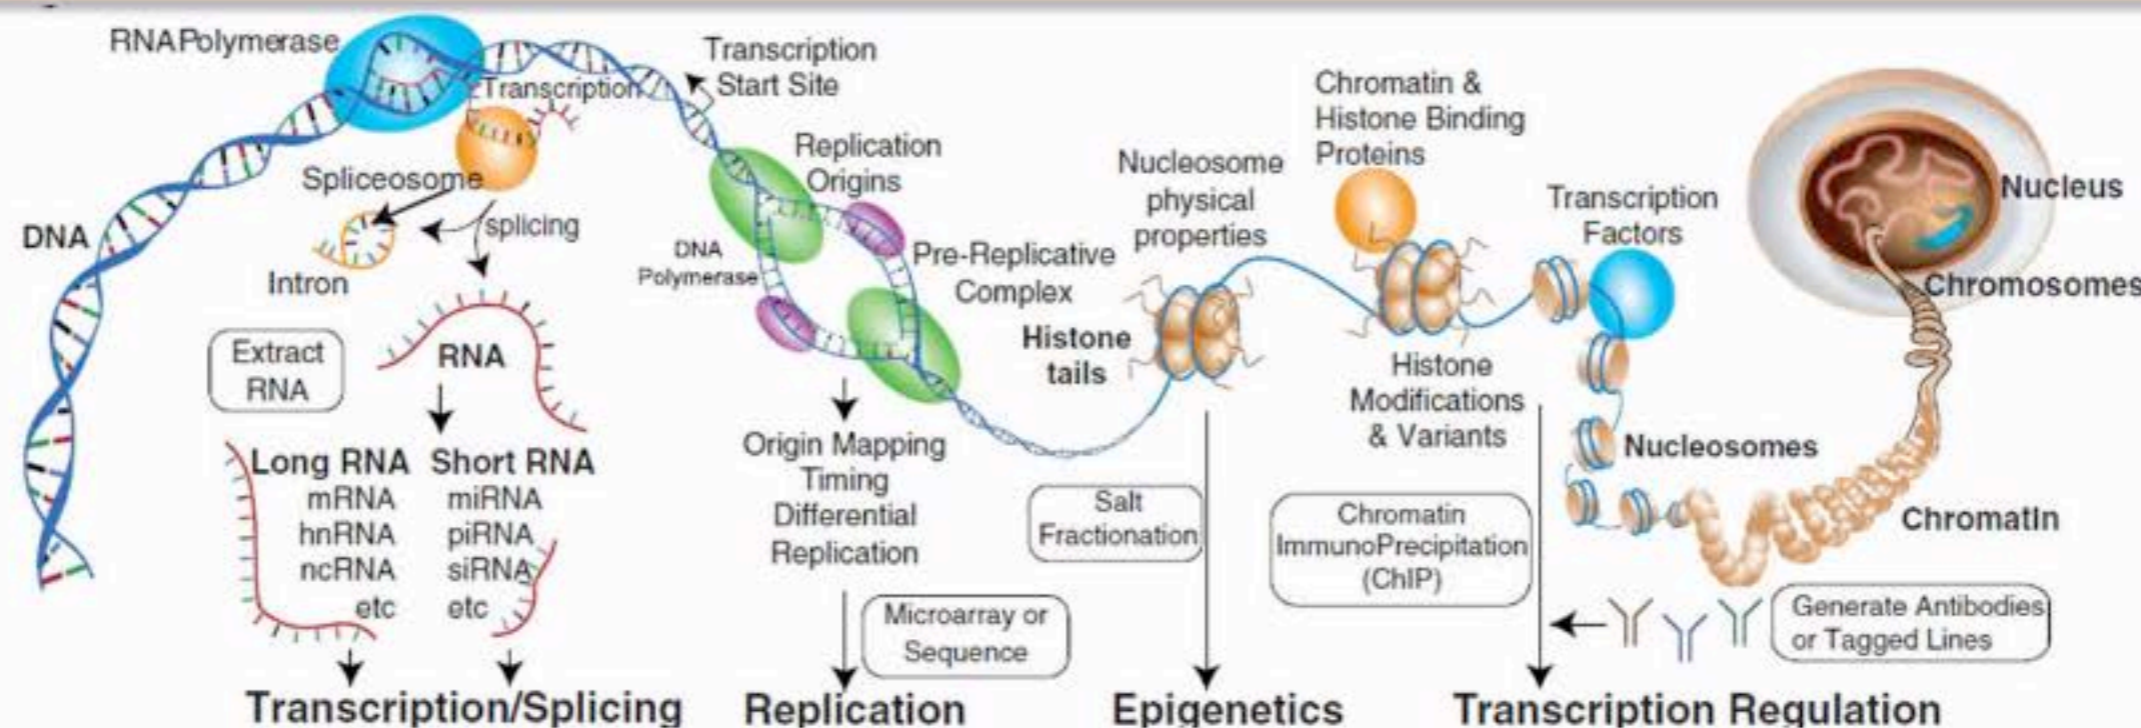 RNA Polymerase
Transcription
Transcription
Start Site
Spliceosome
splicing
Intron
DNA
Extract
RNA
RNA
Long RNA
mRNA
hnRNA
ncRNA
etc
Short RNA
miRNA
piRNA
siRNA
etc
Transcription/Splicing
Replication
Origins
DNA
Polymerase
Pre-Replicative
Complex
Origin Mapping
Timing
Differential
Replication
Microarray or
Sequence
Replication
Nucleosome
physical
properties
Histone
tails
Salt
Fractionation
Epigenetics
Chromatin &
Histone Binding
Proteins
Histone
Modifications
& Variants
Chromatin
ImmunoPrecipitation
(ChIP)
Transcription
Factors
Nucleus
Chromosomes
Nucleosomes
Chromatin
Generate Antibodies
or Tagged Lines
Transcription Regulation